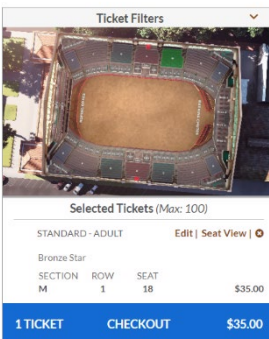 Ticket Filters
Selected Tickets (Max: 100)
STANDARD - ADULT Edit | Seat View |
Bronze Star
SECTION ROW SEAT
M 1 18 $35.00
1 TICKET CHECKOUT $35.00